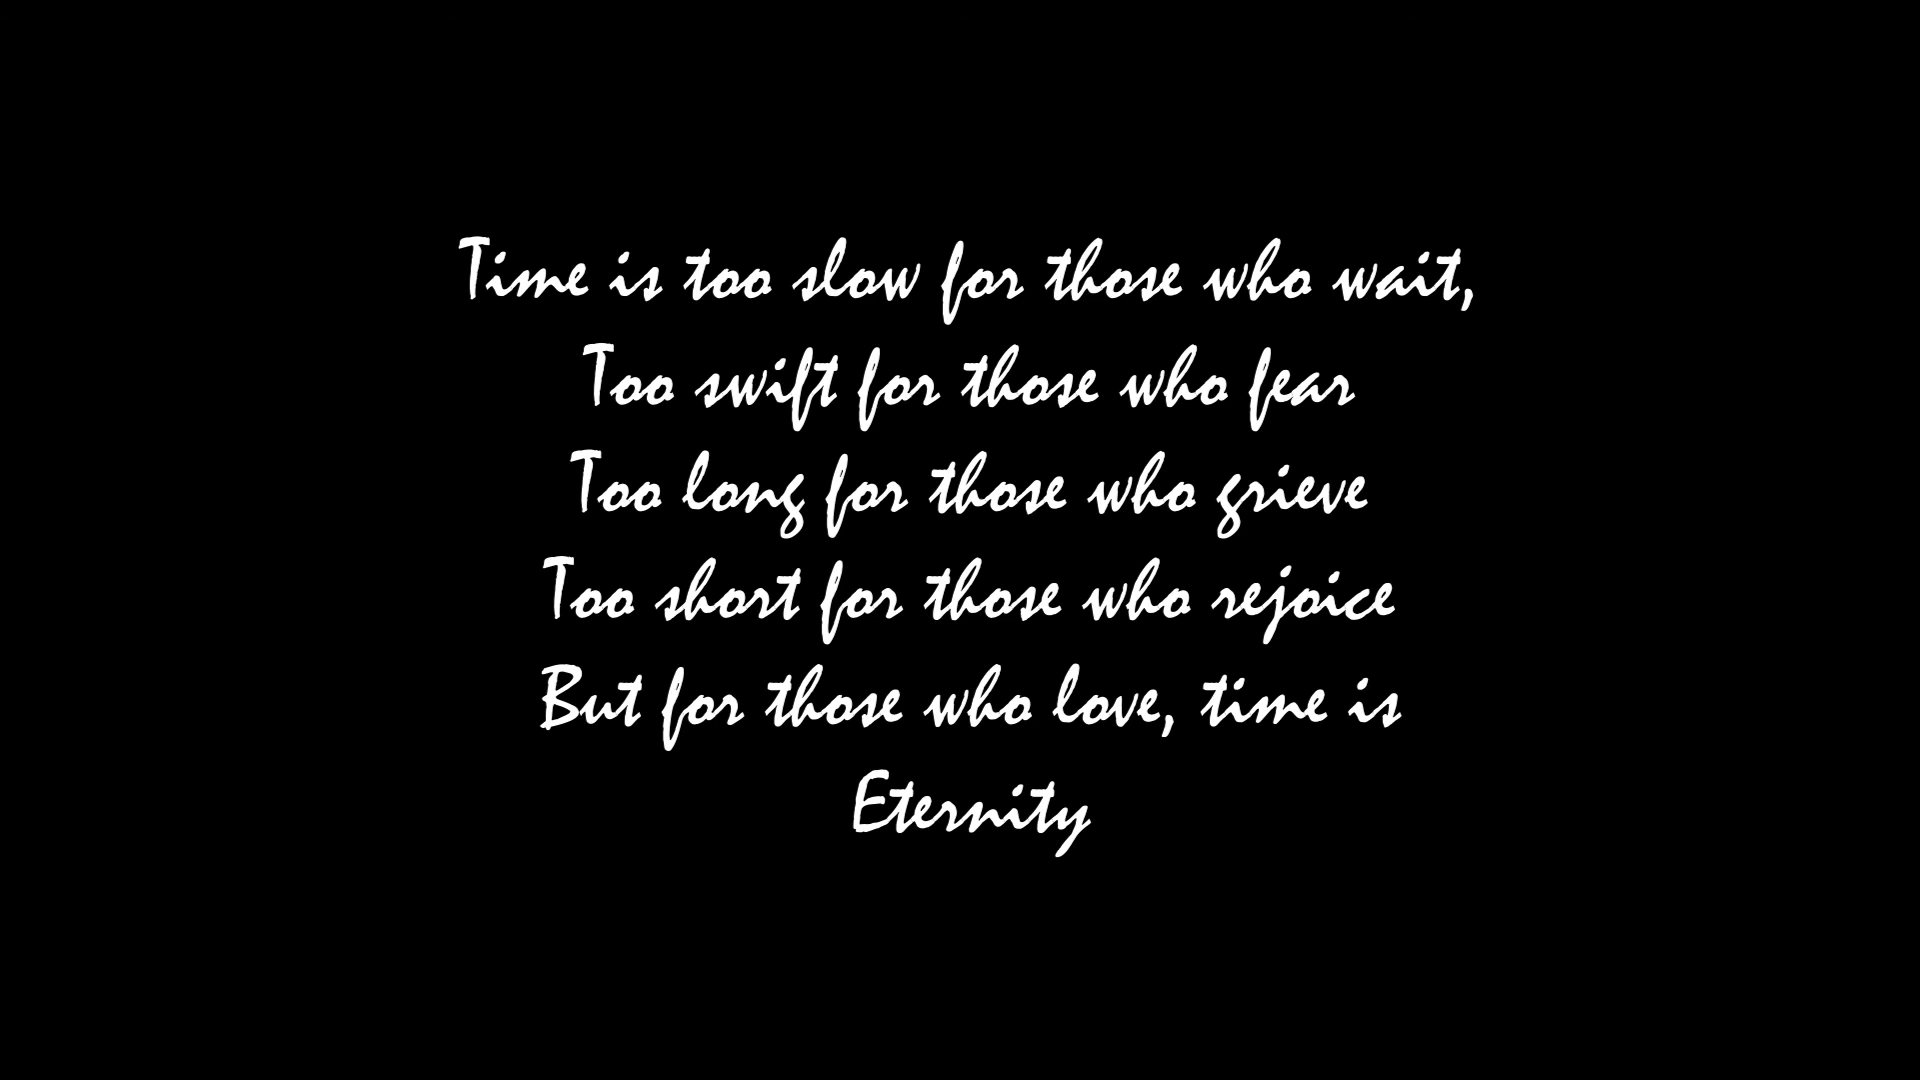 Time is too slow for those who wait,
Too swift for those who fear
Too long for those who grieve
Too short for those who rejoice
But for those who love, time is
Eternity